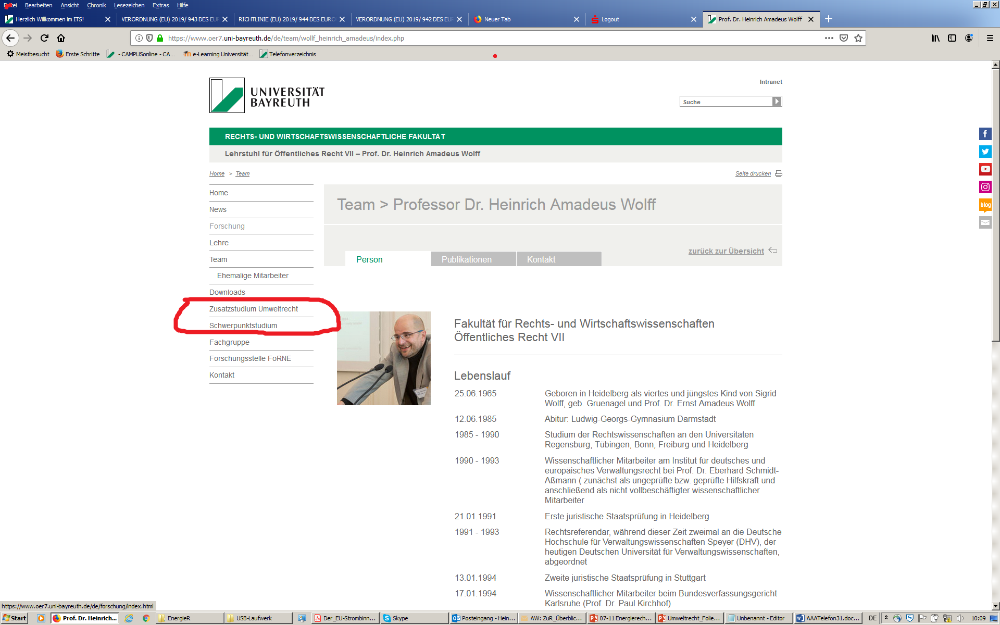 Datei Bearbeiten Ansicht Chronik Lesezeichen Extras Hilfe
Herzlich Willkommen im ITS!
VERORDNUNG (EU) 2019/ 943 DES EU
RICHTLINIE (EU) 2019/ 944 DES EURO
VERORDNUNG (EU) 2019/ 942 DES EU
Neuer Tab
Logout
Prof. Dr. Heinrich Amadeus Wolff
https://www.oer7.uni-bayreuth.de/de/team/wollf_heinrich_amadeus/index.php
Meistbesucht Erste Schritte - CAMPUSonline - CA... e-Learning Universität... Telefonverzeichnis
UNIVERSITÄT
BAYREUTH
Intranet
Suche
RECHTS- UND WIRTSCHAFTSWISSENSCHAFTLICHE FAKULTÄT
Lehrstuhl für Öffentliches Recht VII – Prof. Dr. Heinrich Amadeus Wolff
Home > Team
Seite drucken
Home
News
Forschung
Lehre
Team
Ehemalige Mitarbeiter
Downloads
Zusatzstudium Umweltrecht
Schwerpunktstudium
Fachgruppe
Forschungsstelle FoRNE
Kontakt
Team > Professor Dr. Heinrich Amadeus Wolff
zurück zur Übersicht
Person Publikationen Kontakt
blog
Fakultät für Rechts- und Wirtschaftswissenschaften
Öffentliches Recht VII
Lebenslauf
25.06.1965 Geboren in Heidelberg als viertes und jüngstes Kind von Sigrid
Wolff, geb. Gruenagel und Prof. Dr. Ernst Amadeus Wolff
12.06.1985 Abitur: Ludwig-Georgs-Gymnasium Darmstadt
1985 - 1990 Studium der Rechtswissenschaften an den Universitäten
Regensburg, Tübingen, Bonn, Freiburg und Heidelberg
1990 - 1993 Wissenschaftlicher Mitarbeiter am Institut für deutsches und
europäisches Verwaltungsrecht bei Prof. Dr. Eberhard Schmidt-
Aßmann ( zunächst als ungeprüfte bzw. geprüfte Hilfskraft und
anschließend als nicht vollbeschäftigter wissenschaftlicher
Mitarbeiter
21.01.1991 Erste juristische Staatsprüfung in Heidelberg
1991 - 1993 Rechtsreferendar, während dieser Zeit zweimal an die Deutsche
Hochschule für Verwaltungswissenschaften Speyer (DHV), der
heutigen Deutschen Universität für Verwaltungswissenschaften,
abgeordnet
13.01.1994 Zweite juristische Staatsprüfung in Stuttgart
17.01.1994 Wissenschaftlicher Mitarbeiter beim Bundesverfassungsgericht
Karlsruhe (Prof. Dr. Paul Kirchhof)
https://www.oer7.uni-bayreuth.de/de/forschung/index.html
Start Prof. Dr. Heinrich... EnergieR USB-Laufwerk Der_EU-Strombinn... Skype Posteingang - Hein... AW: ZuR_Überblic... 07-11 Energierech... Umweltrecht_Folie... Unbenannt - Editor AAATelefon31.doc... DE 10:09